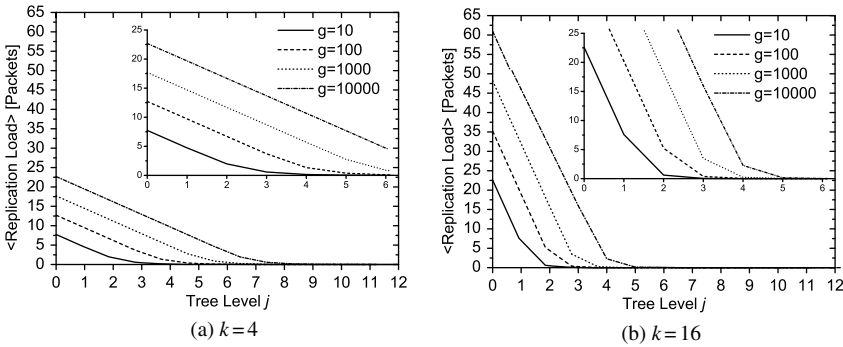 <Replication Load> [Packets]
65
60
55
50
45
40
35
30
25
20
15
10
5
0
25
20
15
10
5
0
0 1 2 3 4 5 6
g=10
g=100
g=1000
g=10000
0 1 2 3 4 5 6 7 8 9 10 11 12
Tree Level j
(a) k=4
<Replication Load> [Packets]
65
60
55
50
45
40
35
30
25
20
15
10
5
0
25
20
15
10
5
0
0 1 2 3 4 5 6
g=10
g=100
g=1000
g=10000
0 1 2 3 4 5 6 7 8 9 10 11 12
Tree Level j
(b) k=16